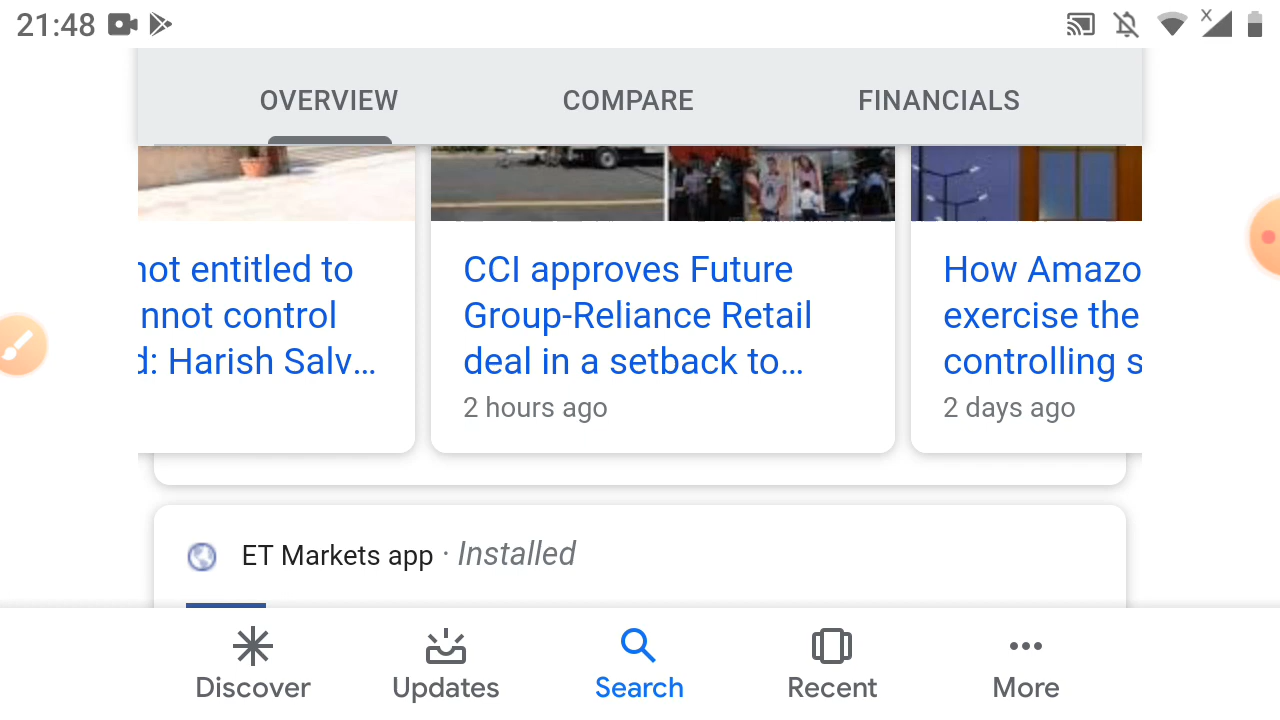 21:48
OVERVIEW COMPARE FINANCIALS
not entitled to
nnot control
d: Harish Salv...
CCI approves Future
Group-Reliance Retail
deal in a setback to...
2 hours ago
How Amazo
exercise the
controlling s
2 days ago
ET Markets app · Installed
Discover Updates Search Recent More